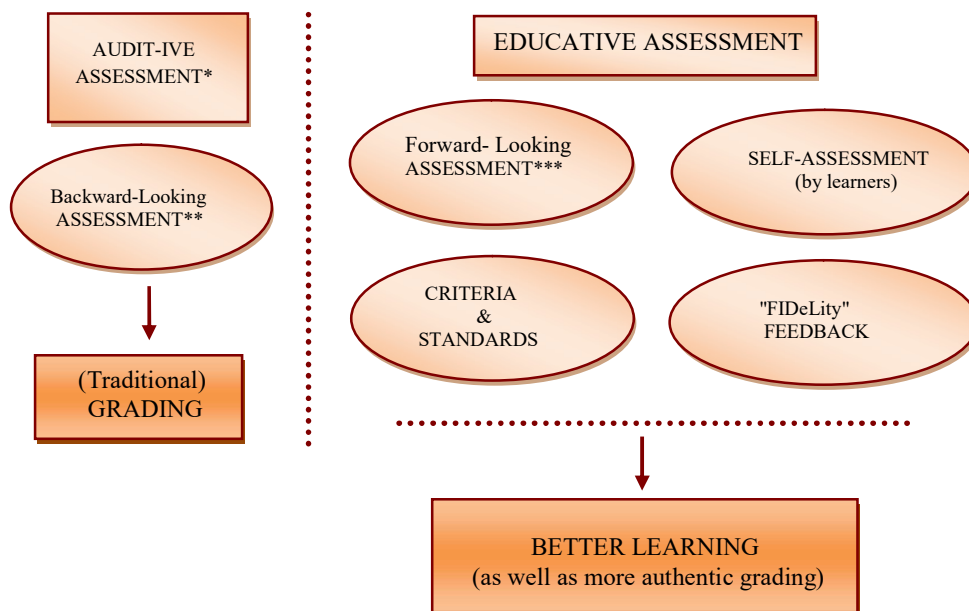 AUDIT-IVE
ASSESSMENT*
Backward-Looking
ASSESSMENT**
(Traditional)
GRADING
EDUCATIVE ASSESSMENT
Forward- Looking
ASSESSMENT***
SELF-ASSESSMENT
(by learners)
CRITERIA
&
STANDARDS
"FIDeLity"
FEEDBACK
BETTER LEARNING
(as well as more authentic grading)